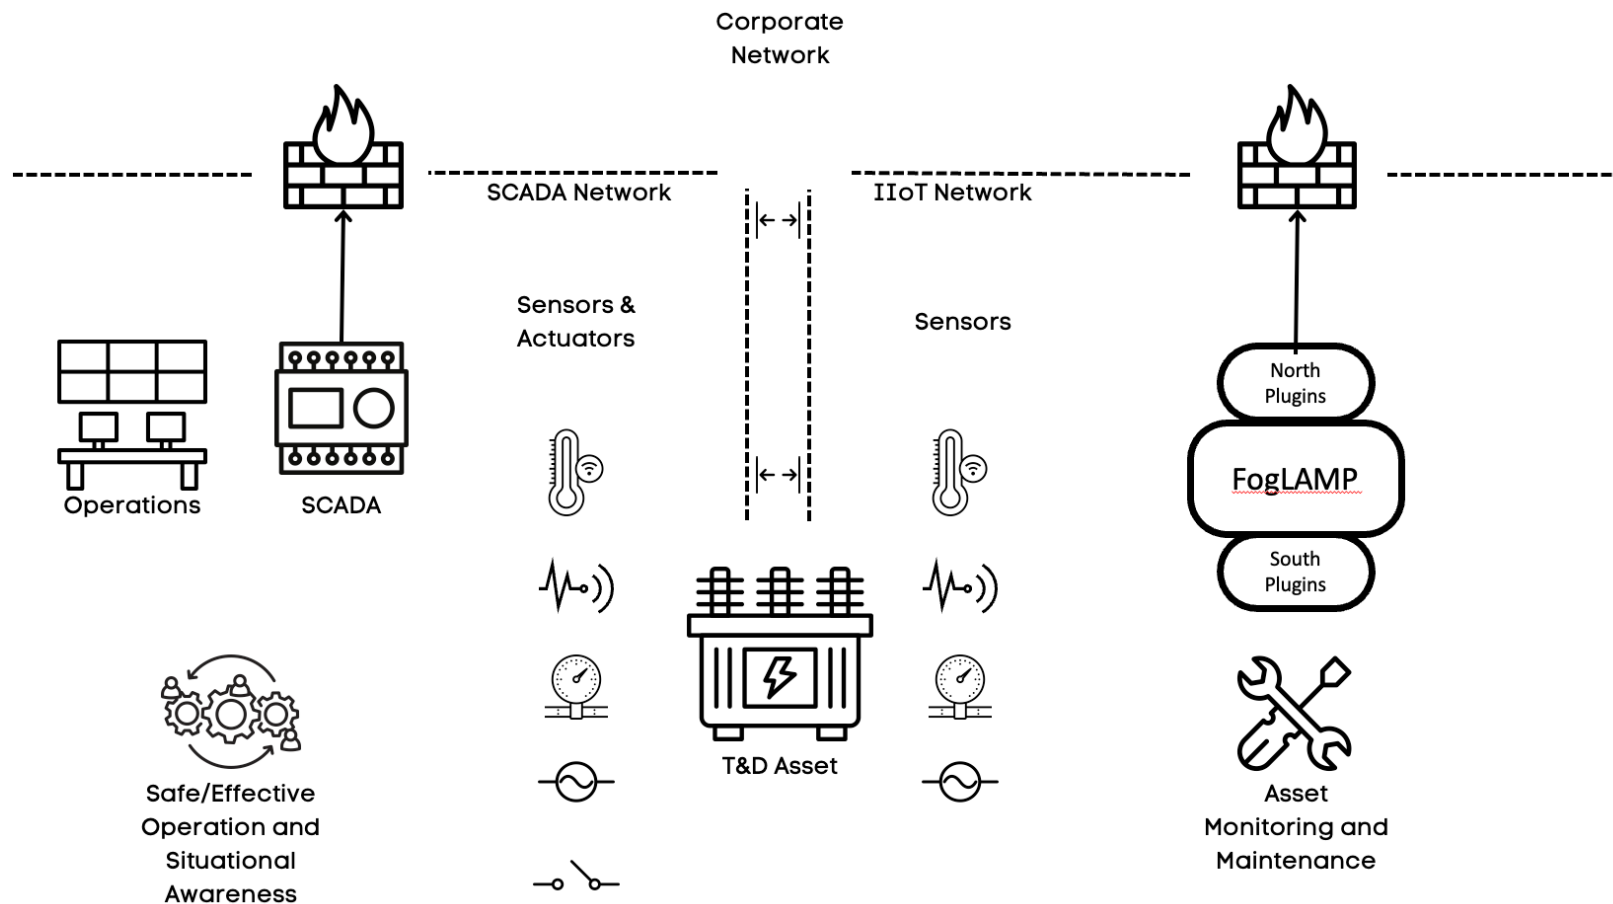 Corporate
Network
SCADA Network
IIoT Network
Sensors &
Actuators
Sensors
North
Plugins
FogLAMP
South
Plugins
Operations
SCADA
T&D Asset
Safe/Effective
Operation and
Situational
Awareness
Asset
Monitoring and
Maintenance